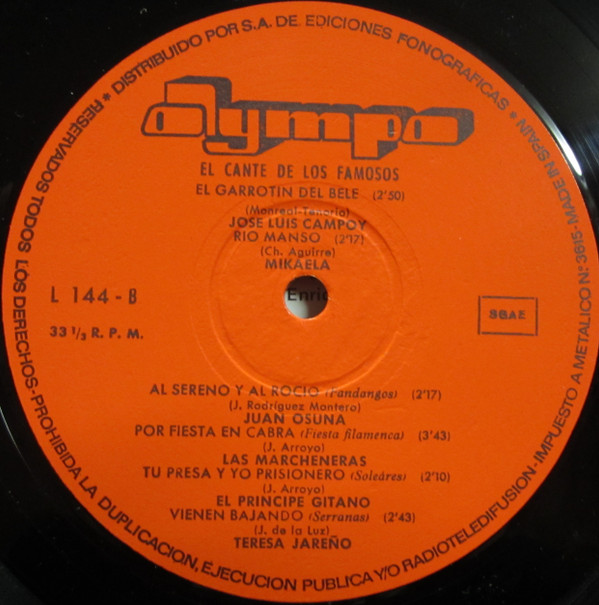 RESERVADOS TODOS LOS DERECHOS-PROHIBIDA LA DUPLICACION, EJECUCION PUBLICA Y/O RADIOTELEDIFUSION-IMPUESTO A METALICO N.º 3615-MADE IN SPAIN * DISTRIBUIDO POR S.A. DE EDICIONES FONOGRAFICAS *
olympo
EL CANTE DE LOS FAMOSOS
EL GARROTIN DEL BELE (2'50)
(Monreal-Tenorio)
JOSE LUIS CAMPOY
RIO MANSO (2'17)
(Ch. Aguirre)
MIKAELA
L 144-B
Enric
SGAE
33 1/3 R. P. M.
AL SERENO Y AL ROCIO (Fandangos) (2'17)
(J. Rodríguez Montero)
JUAN OSUNA
POR FIESTA EN CABRA (Fiesta filamenca) (3'43)
(J. Arroyo)
LAS MARCHENERAS
TU PRESA Y YO PRISIONERO (Soleáres) (2'10)
(J. Arroyo)
EL PRINCIPE GITANO
VIENEN BAJANDO (Serranas) (2'43)
(J. de la Luz)
TERESA JAREÑO